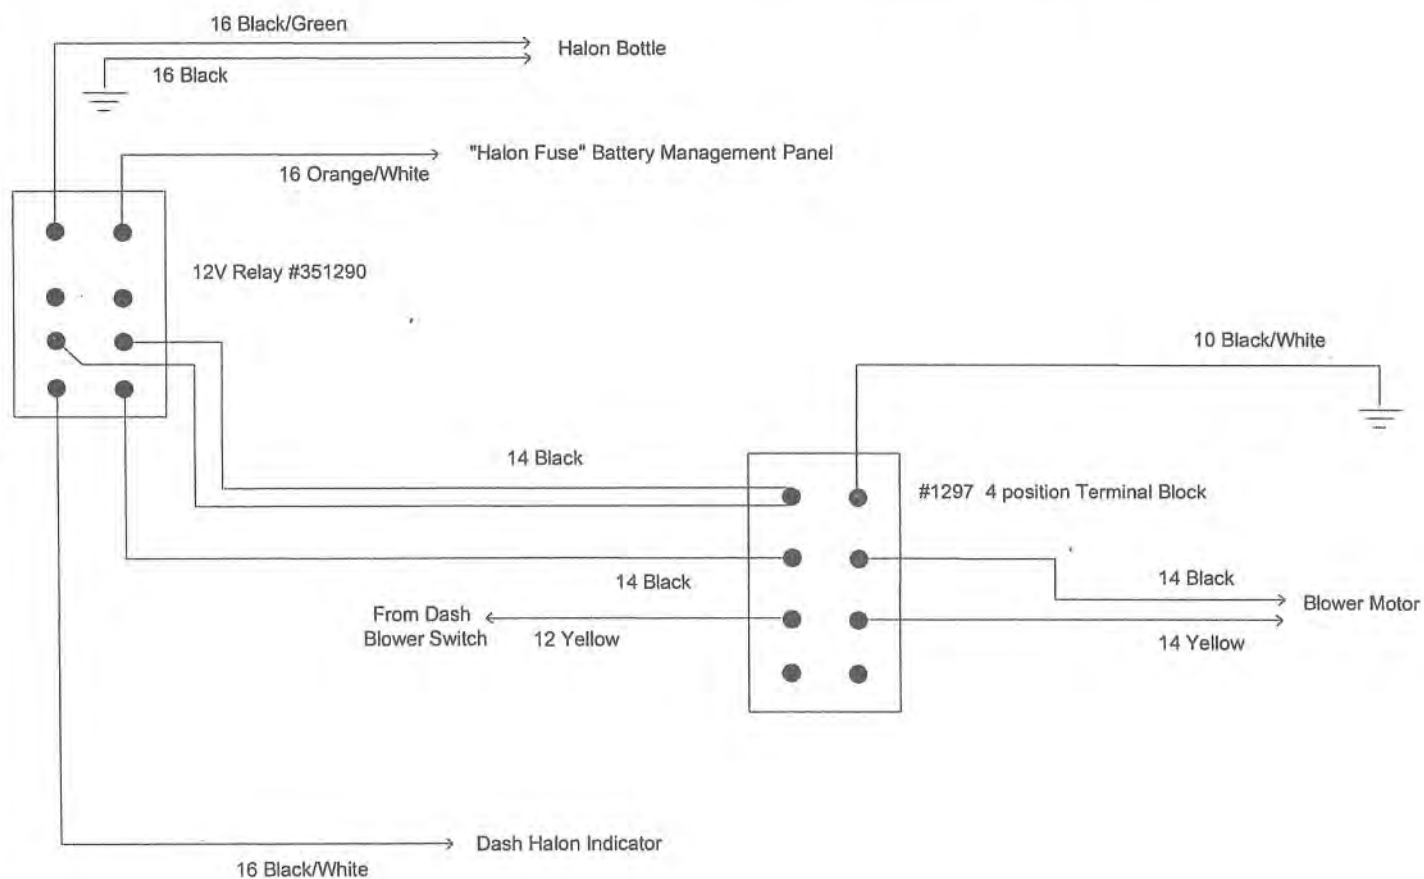 16 Black/Green
Halon Bottle
16 Black
"Halon Fuse" Battery Management Panel
16 Orange/White
12V Relay #351290
10 Black/White
14 Black
#1297 4 position Terminal Block
14 Black
14 Black
From Dash
Blower Switch
12 Yellow
Blower Motor
14 Yellow
Dash Halon Indicator
16 Black/White